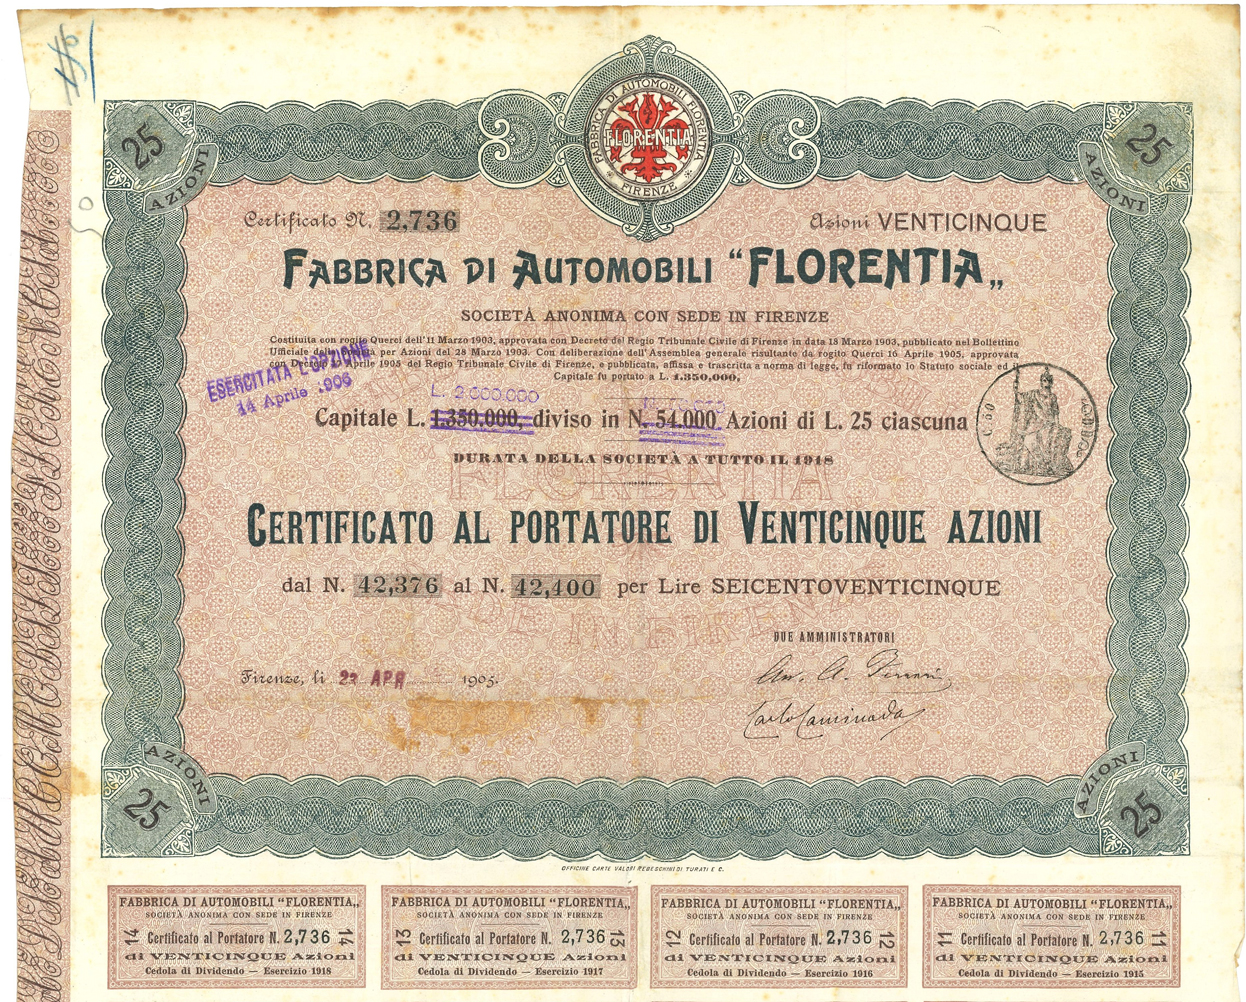 25
AZIONI
FABBRICA DI AUTOMOBILI FLORENTIA
FLORENTIA
FIRENZE
25
AZIONI
Certificato N. 2,736
Azioni VENTICINQUE
FABBRICA DI AUTOMOBILI "FLORENTIA„
SOCIETÀ ANONIMA CON SEDE IN FIRENZE
Costituita con rogito Querci dell'11 Marzo 1903, approvata con Decreto del Regio Tribunale Civile di Firenze in data 18 Marzo 1903, pubblicato nel Bollettino
Ufficiale per Azioni del 28 Marzo 1903. Con deliberazione dell'Assemblea generale risultante da rogito Querci 16 Aprile 1905, approvata
con Aprile 1905 del Regio Tribunale Civile di Firenze, e pubblicata, affissa e trascritta a norma di legge, fu riformato lo Statuto sociale ed il
Capitale fu portato a L. 1.350.000,
ESERCITATA L'OPZIONE
14 Aprile 1906
L. 2.000.000
Capitale L. 1.350.000, diviso in N. 54.000 Azioni di L. 25 ciascuna
C. 50
DURATA DELLA SOCIETÀ A TUTTO IL 1918
FLORENTIA
CERTIFICATO AL PORTATORE DI VENTICINQUE AZIONI
dal N. 42,376 al N. 42,400 per Lire SEICENTOVENTICINQUE
SEDE IN FIRENZE
DUE AMMINISTRATORI
Firenze, li 22 APR 1905.
Carlo Caminada
AZIONI
25
AZIONI
25
OFFICINE CARTE VALORI REBESCHINI DI TURATI E C.
FABBRICA DI AUTOMOBILI "FLORENTIA„
SOCIETÀ ANONIMA CON SEDE IN FIRENZE
14 Certificato al Portatore N. 2,736 14
di VENTICINQUE Azioni
Cedola di Dividendo — Esercizio 1918
FABBRICA DI AUTOMOBILI "FLORENTIA„
SOCIETÀ ANONIMA CON SEDE IN FIRENZE
13 Certificato al Portatore N. 2,736 13
di VENTICINQUE Azioni
Cedola di Dividendo — Esercizio 1917
FABBRICA DI AUTOMOBILI "FLORENTIA„
SOCIETÀ ANONIMA CON SEDE IN FIRENZE
12 Certificato al Portatore N. 2,736 12
di VENTICINQUE Azioni
Cedola di Dividendo — Esercizio 1916
FABBRICA DI AUTOMOBILI "FLORENTIA„
SOCIETÀ ANONIMA CON SEDE IN FIRENZE
11 Certificato al Portatore N. 2,736 11
di VENTICINQUE Azioni
Cedola di Dividendo — Esercizio 1915